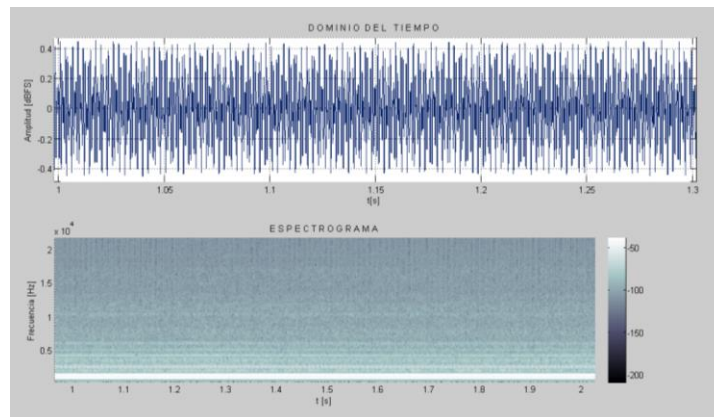 DOMINIO DEL TIEMPO
Amplitud [dBFS]
0.4
0.2
0
-0.2
-0.4
1 1.05 1.1 1.15 1.2 1.25 1.3
t[s]
ESPECTROGRAMA
x 10^4
Frecuencia [Hz]
2
1.5
1
0.5
1 1.1 1.2 1.3 1.4 1.5 1.6 1.7 1.8 1.9 2
t [s]
-50
-100
-150
-200